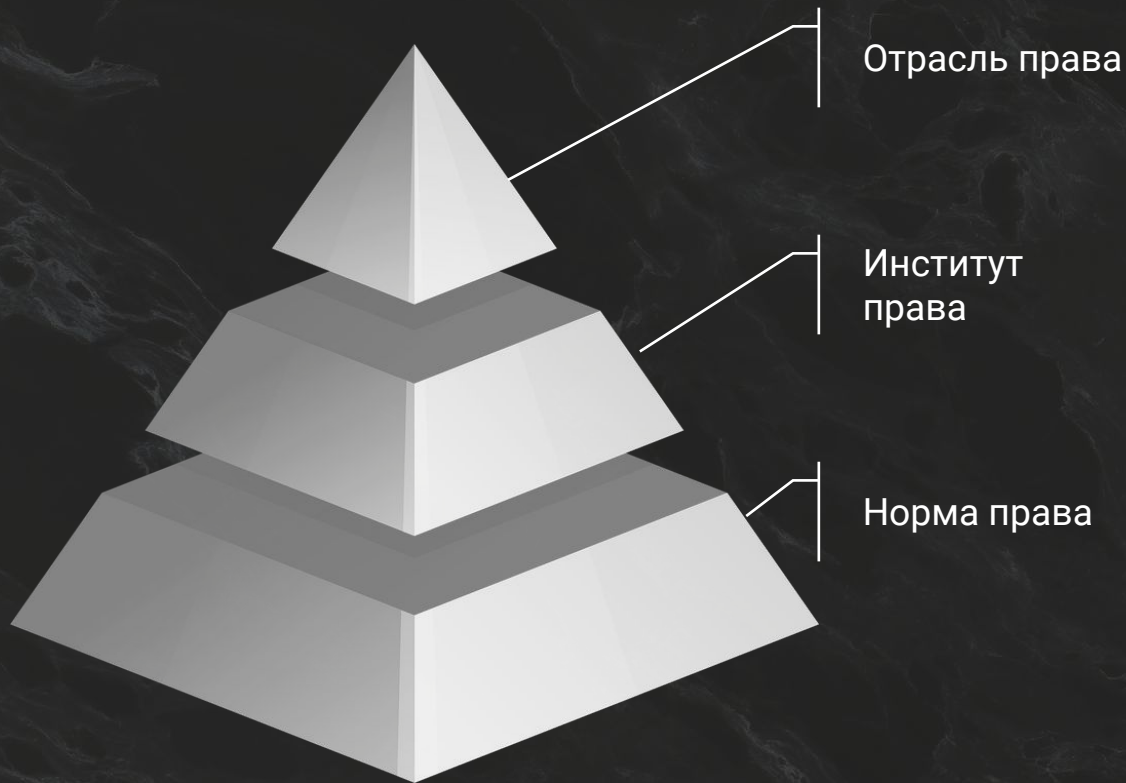 Отрасль права
Институт
права
Норма права